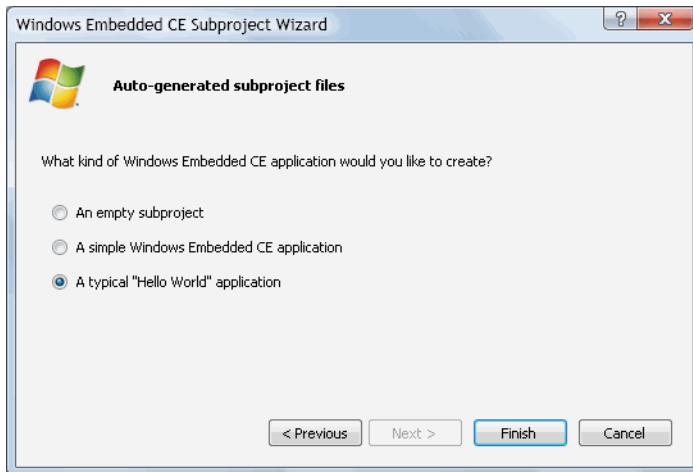 Windows Embedded CE Subproject Wizard
?
X
Auto-generated subproject files
What kind of Windows Embedded CE application would you like to create?
An empty subproject
A simple Windows Embedded CE application
A typical "Hello World" application
< Previous
Next >
Finish
Cancel